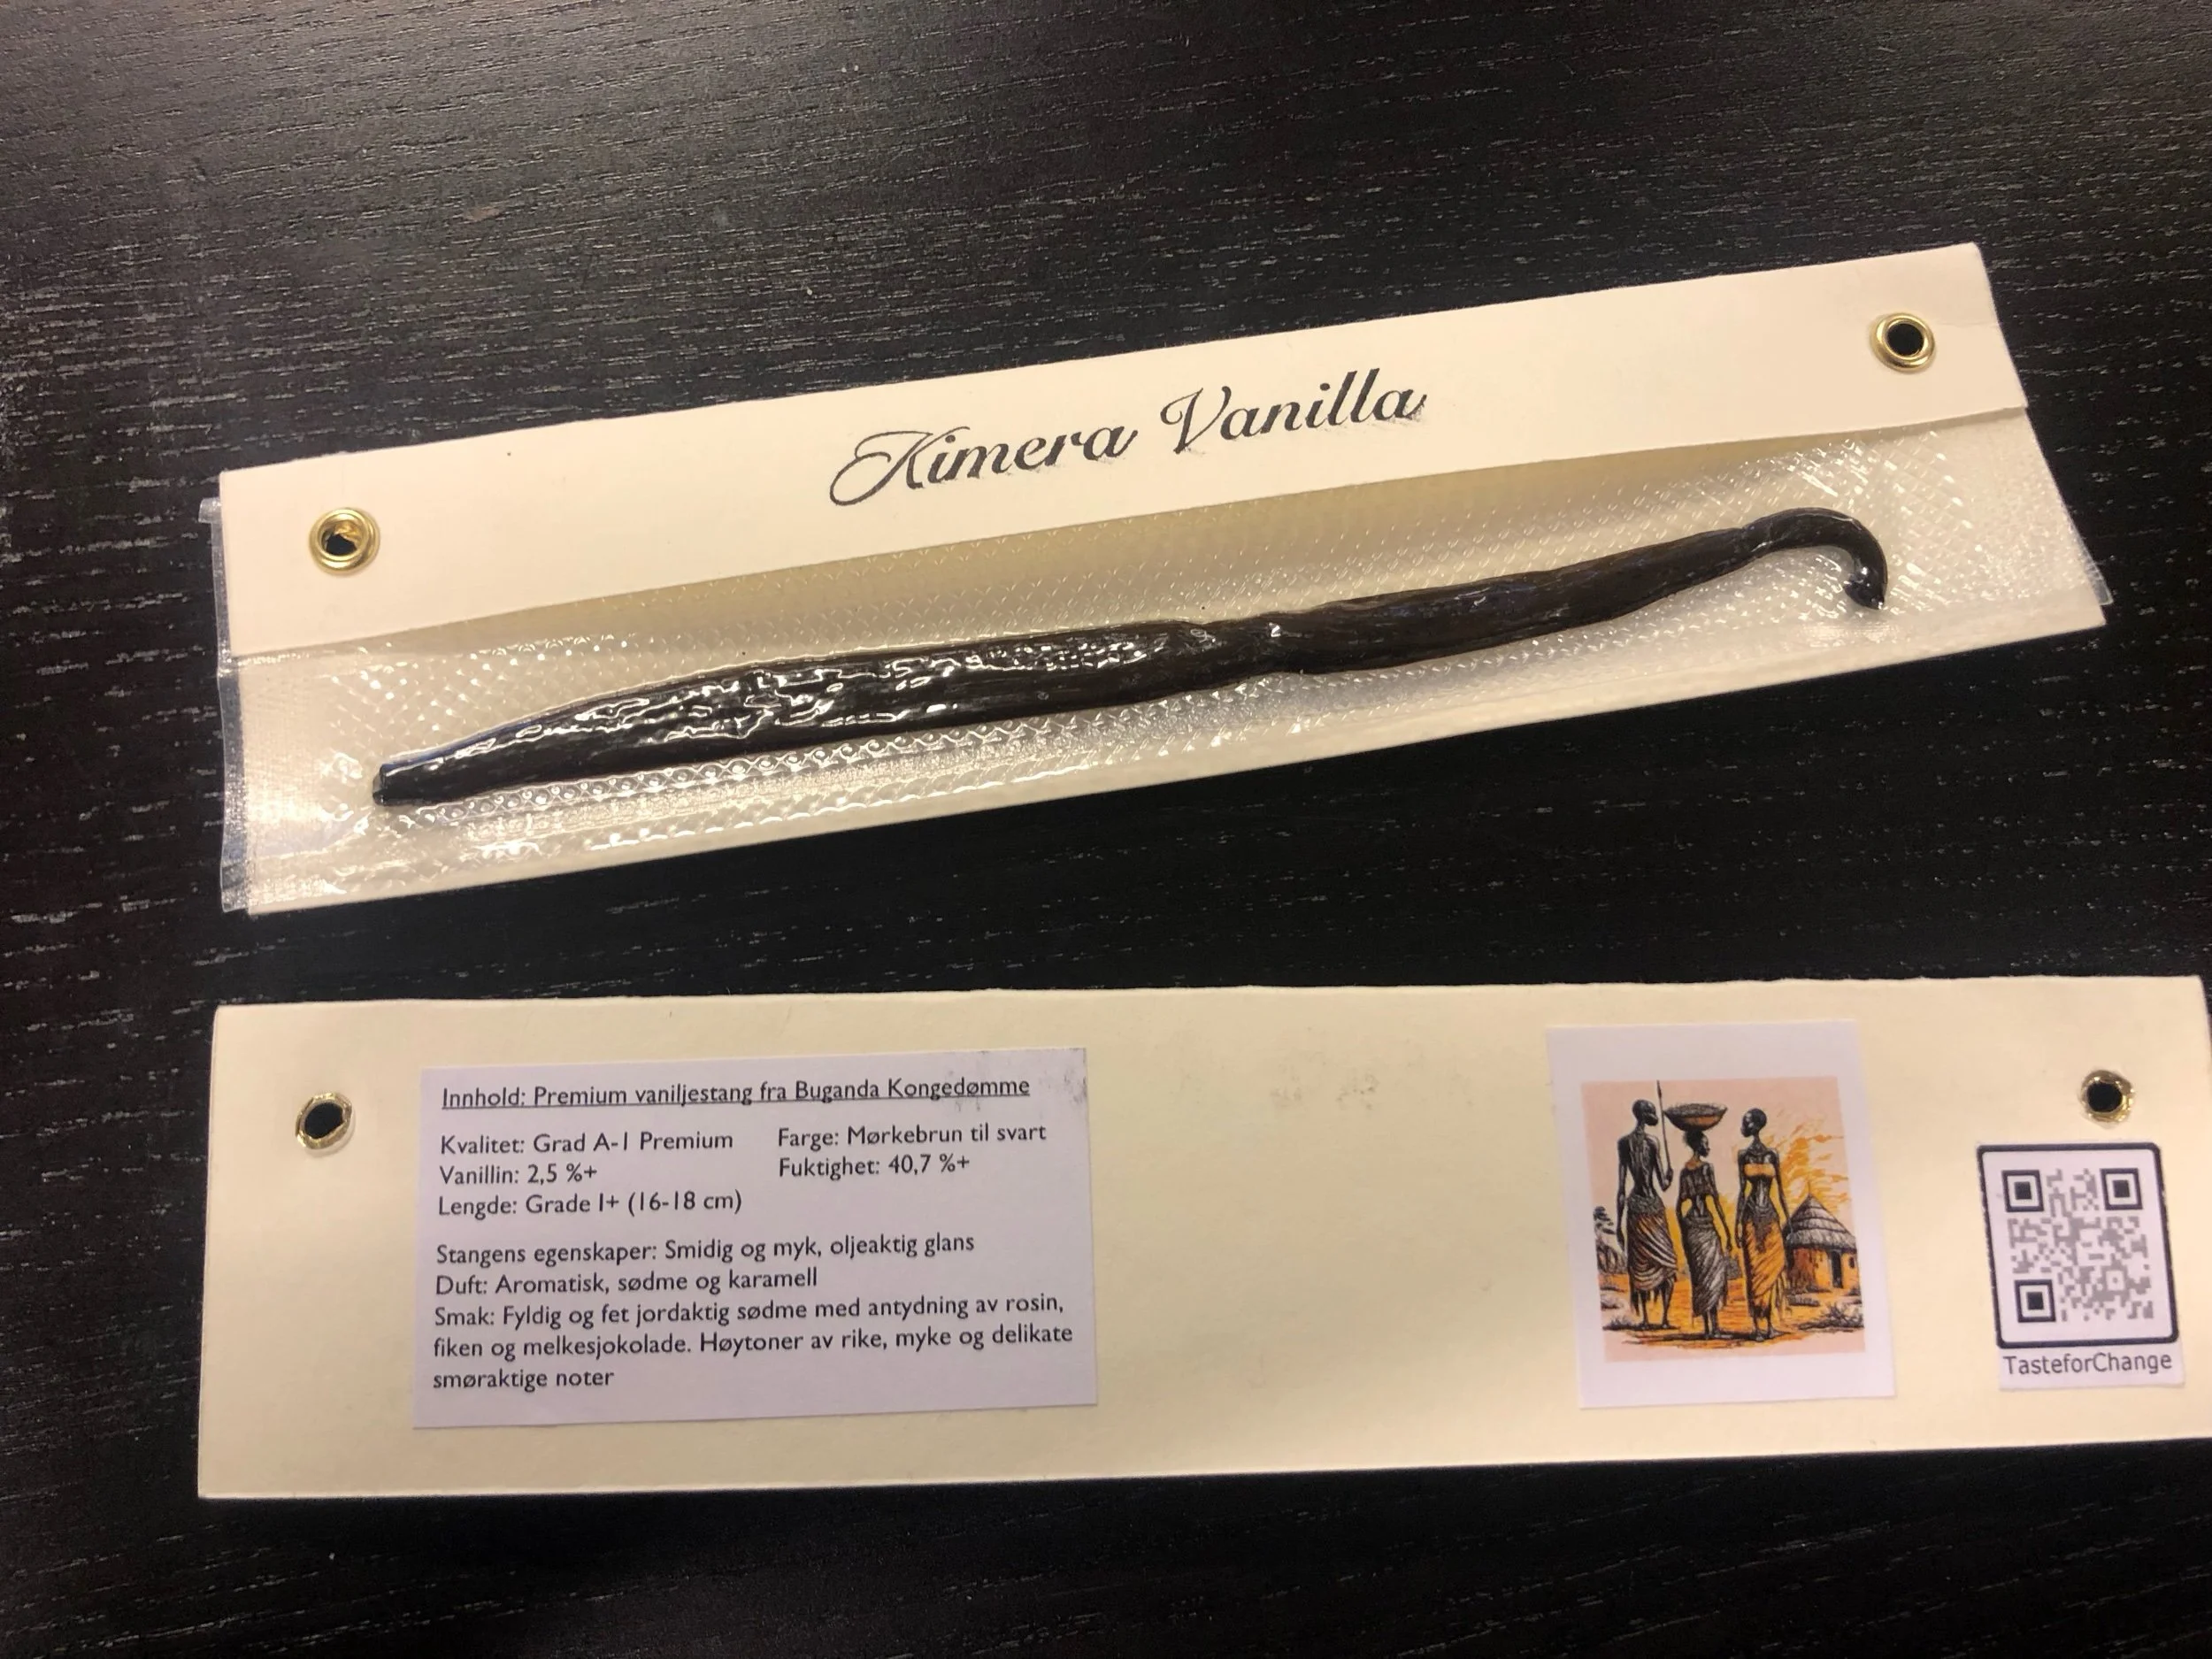 Kimera Vanilla
Innhold: Premium vaniljestang fra Buganda Kongedømme
Kvalitet: Grad A-1 Premium
Vanillin: 2,5 %+
Lengde: Grade I+ (16-18 cm)
Farge: Mørkebrun til svart
Fuktighet: 40,7 %+
Stangens egenskaper: Smidig og myk, oljeaktig glans
Duft: Aromatisk, sødme og karamell
Smak: Fyldig og fet jordaktig sødme med antydning av rosin,
fiken og melkesjokolade. Høytoner av rike, myke og delikate
smøraktige noter
TasteforChange